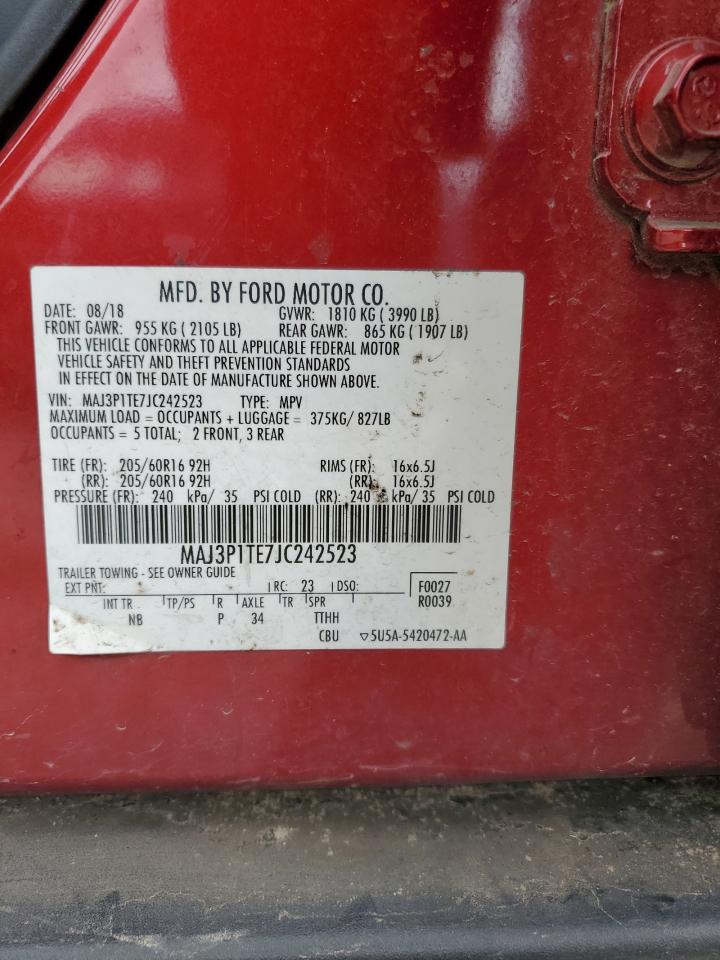 MFD. BY FORD MOTOR CO.
DATE: 08/18 GVWR: 1810 KG ( 3990 LB)
FRONT GAWR: 955 KG ( 2105 LB) REAR GAWR: 865 KG ( 1907 LB)
THIS VEHICLE CONFORMS TO ALL APPLICABLE FEDERAL MOTOR
VEHICLE SAFETY AND THEFT PREVENTION STANDARDS
IN EFFECT ON THE DATE OF MANUFACTURE SHOWN ABOVE.
VIN: MAJ3P1TE7JC242523 TYPE: MPV
MAXIMUM LOAD = OCCUPANTS + LUGGAGE = 375KG/ 827LB
OCCUPANTS = 5 TOTAL; 2 FRONT, 3 REAR
TIRE (FR): 205/60R16 92H RIMS (FR): 16x6.5J
(RR): 205/60R16 92H (RR): 16x6.5J
PRESSURE (FR): 240 kPa/ 35 PSI COLD (RR): 240 kPa/ 35 PSI COLD
MAJ3P1TE7JC242523
TRAILER TOWING - SEE OWNER GUIDE
EXT PNT: RC: 23 DSO: F0027
INT TR TP/PS R AXLE TR SPR R0039
NB P 34 TTHH
CBU ▽5U5A-5420472-AA